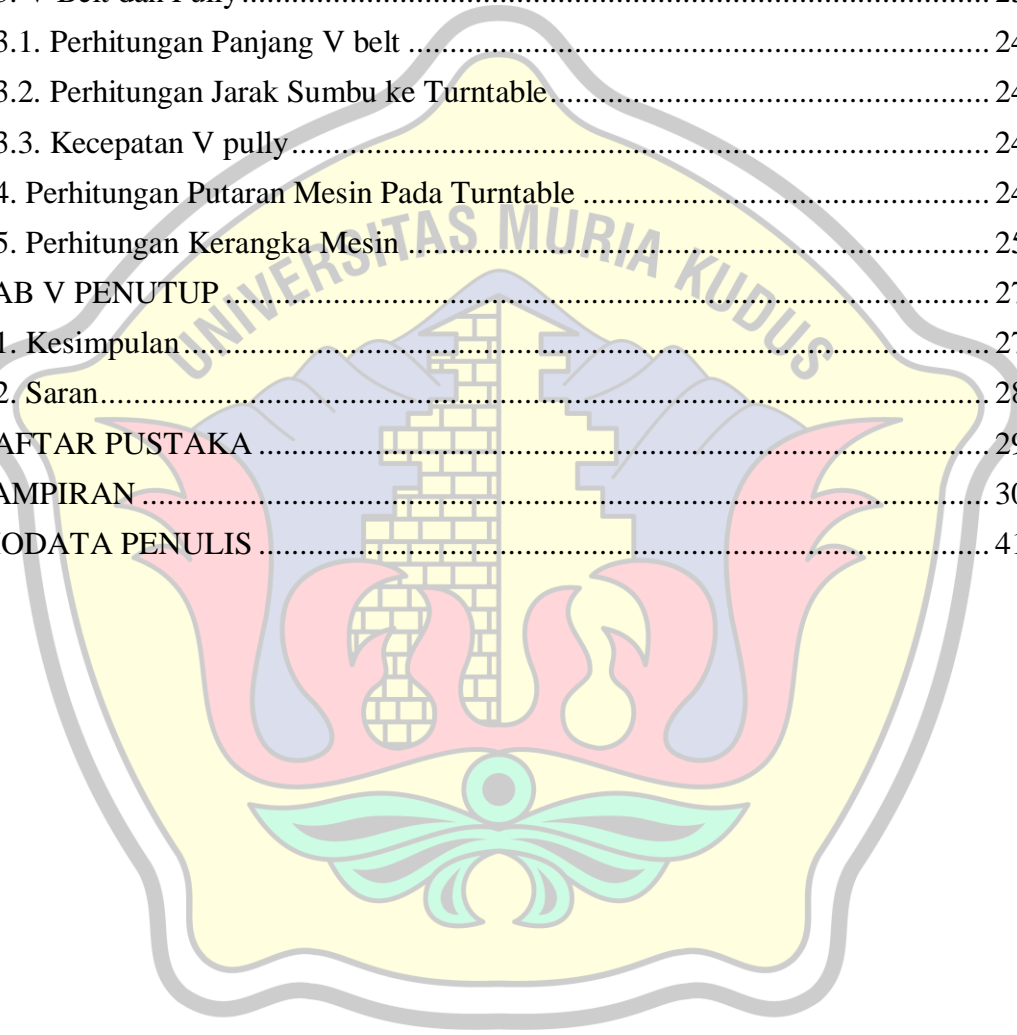 3.1. Perhitungan Panjang V belt ........ 24
3.2. Perhitungan Jarak Sumbu ke Turntable ........ 24
3.3. Kecepatan V pully ........ 24
4. Perhitungan Putaran Mesin Pada Turntable ........ 24
5. Perhitungan Kerangka Mesin ........ 25
AB V PENUTUP ........ 27
1. Kesimpulan ........ 27
2. Saran ........ 28
AFTAR PUSTAKA ........ 29
AMPIRAN ........ 30
IODATA PENULIS ........ 41
UNIVERSITAS MURIA KUDUS